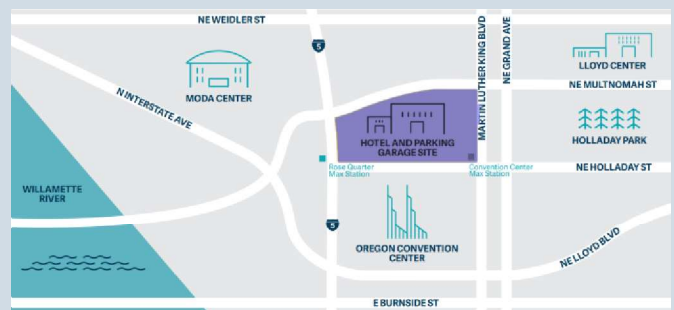 NE WEIDLER ST
5
MARTIN LUTHER KING BLVD
NE GRAND AVE
LLOYD CENTER
MODA CENTER
N INTERSTATE AVE
NE MULTNOMAH ST
HOTEL AND PARKING
GARAGE SITE
HOLLADAY PARK
Rose Quarter
Max Station
Convention Center
Max Station
NE HOLLADAY ST
WILLAMETTE
RIVER
5
OREGON CONVENTION
CENTER
NE LLOYD BLVD
E BURNSIDE ST